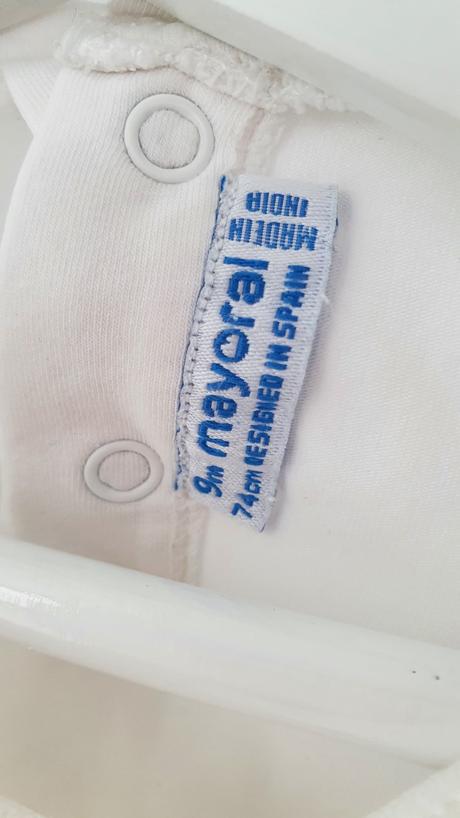 9m mayoral
74cm DESIGNED IN SPAIN
MADE IN
INDIA